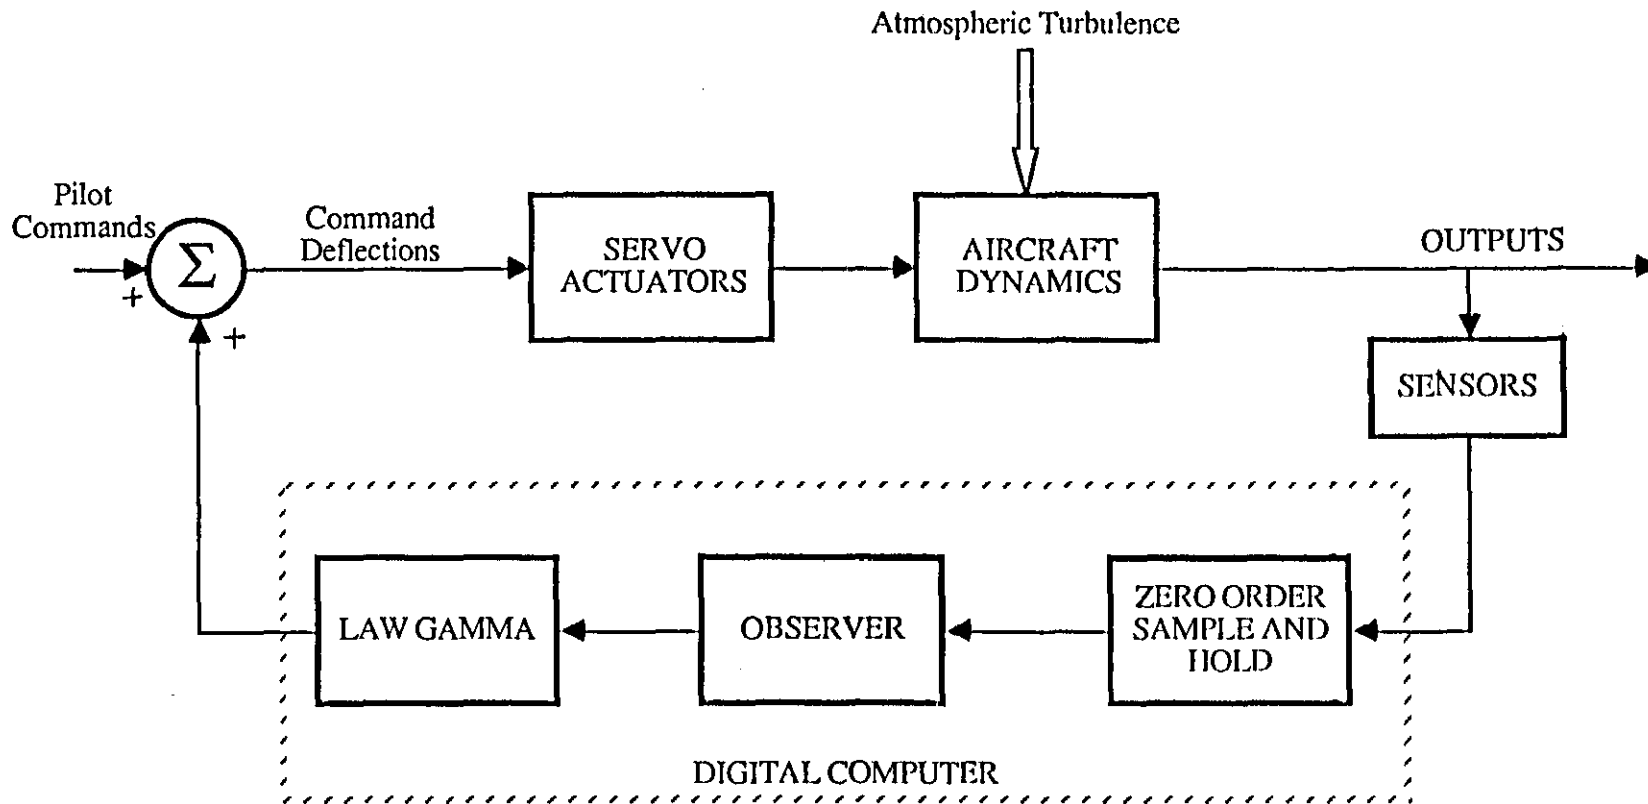 Atmospheric Turbulence
Pilot
Commands
+
Σ
+
Command
Deflections
SERVO
ACTUATORS
AIRCRAFT
DYNAMICS
OUTPUTS
SENSORS
LAW GAMMA
OBSERVER
ZERO ORDER
SAMPLE AND
HOLD
DIGITAL COMPUTER